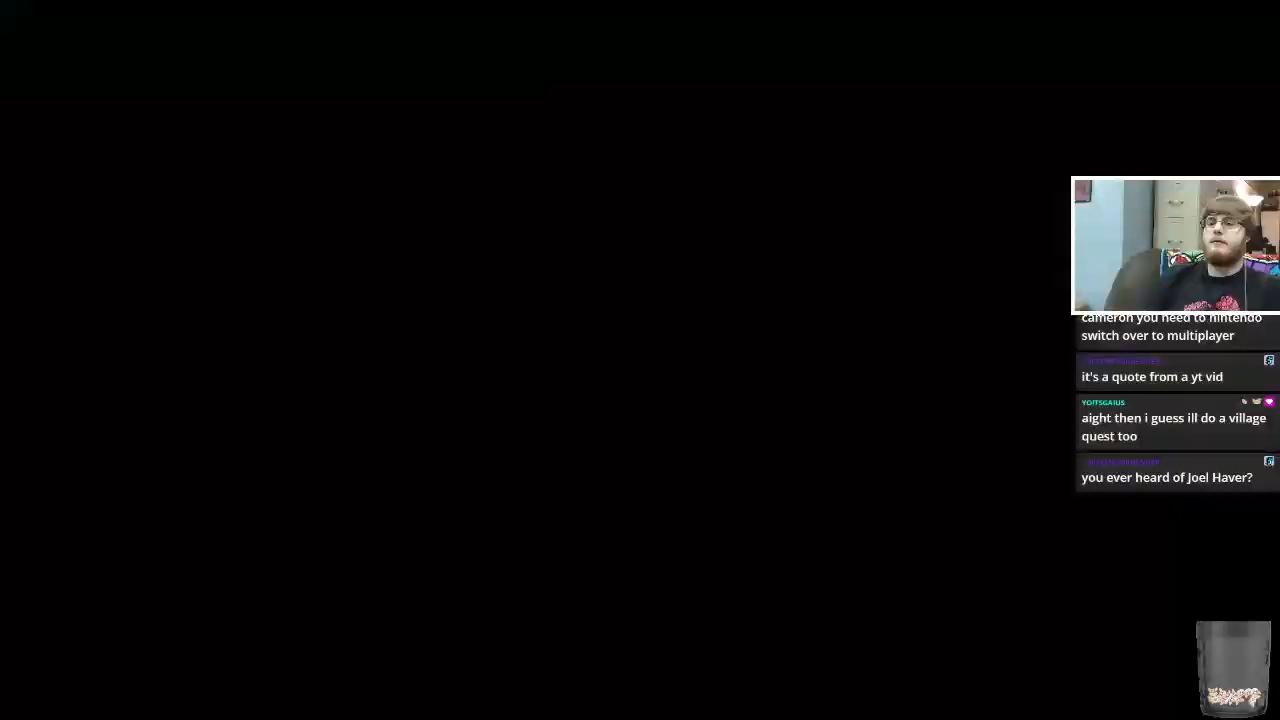 cameron you need to nintendo
switch over to multiplayer
it's a quote from a yt vid
YOITSGAIUS
aight then i guess ill do a village
quest too
you ever heard of Joel Haver?